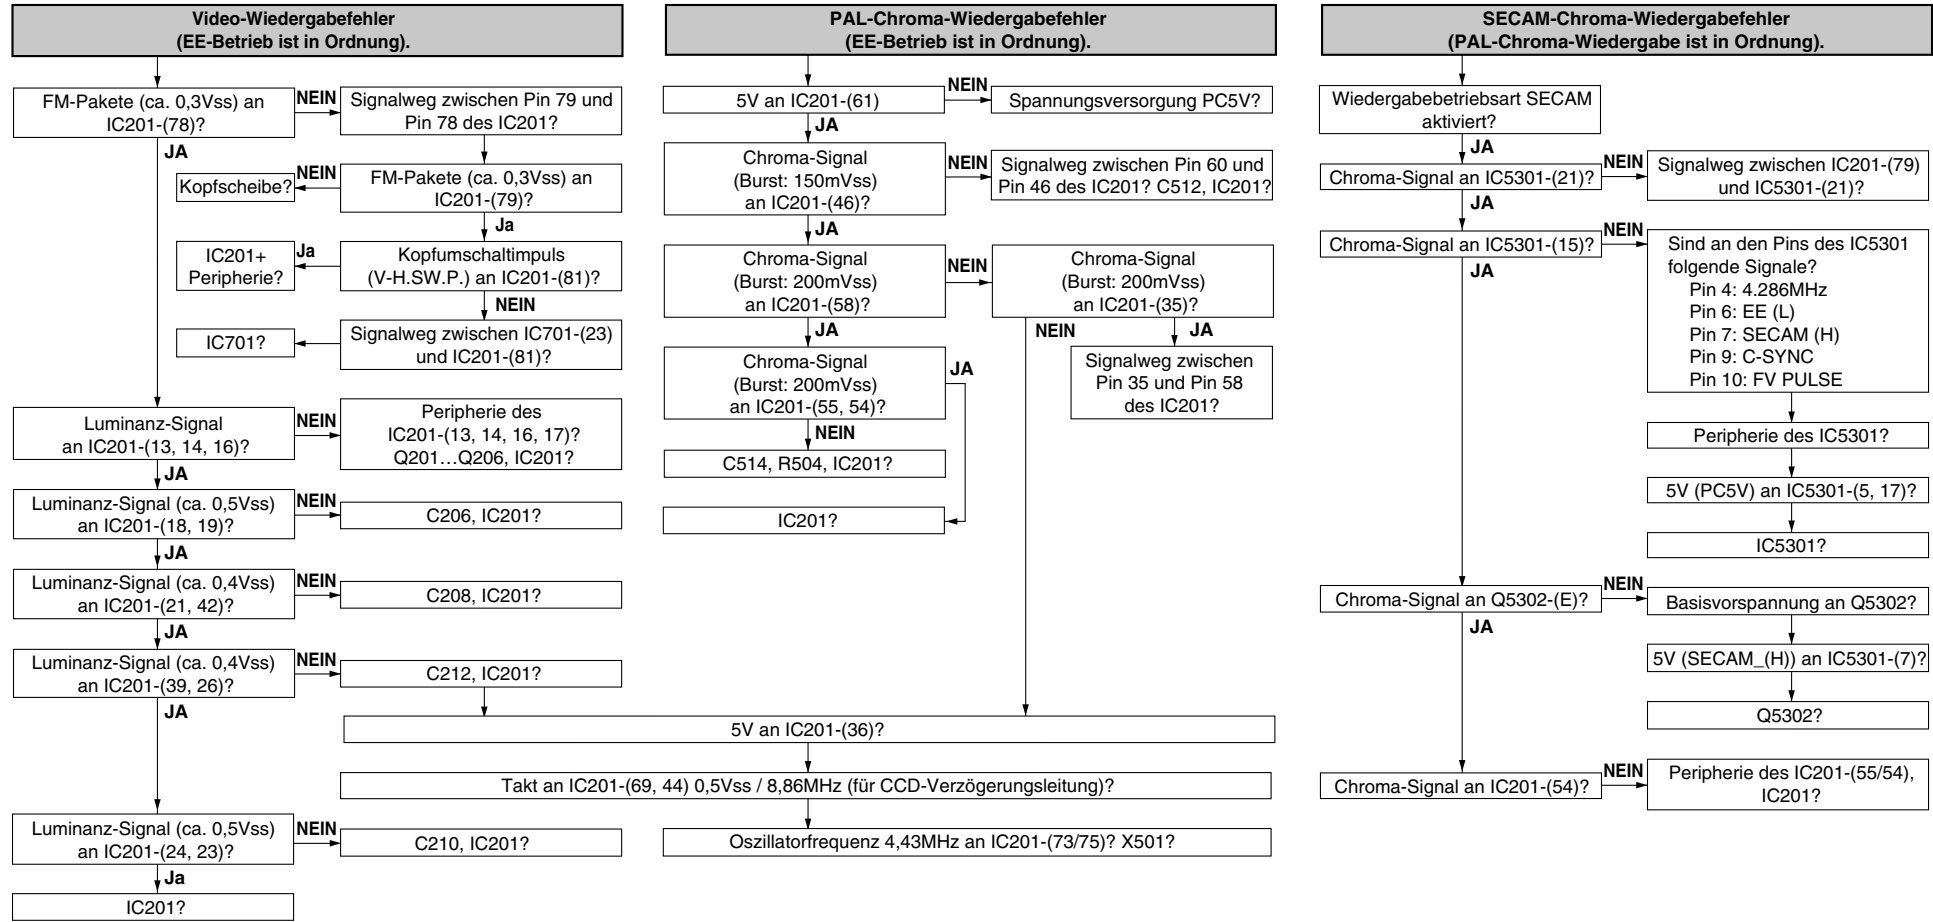 Video-Wiedergabefehler
(EE-Betrieb ist in Ordnung).
FM-Pakete (ca. 0,3Vss) an
IC201-(78)?
NEIN
Signalweg zwischen Pin 79 und
Pin 78 des IC201?
JA
FM-Pakete (ca. 0,3Vss) an
IC201-(79)?
NEIN
Kopfscheibe?
Ja
Kopfumschaltimpuls
(V-H.SW.P.) an IC201-(81)?
Ja
IC201+
Peripherie?
NEIN
Signalweg zwischen IC701-(23)
und IC201-(81)?
IC701?
Luminanz-Signal
an IC201-(13, 14, 16)?
NEIN
Peripherie des
IC201-(13, 14, 16, 17)?
Q201...Q206, IC201?
JA
Luminanz-Signal (ca. 0,5Vss)
an IC201-(18, 19)?
NEIN
C206, IC201?
JA
Luminanz-Signal (ca. 0,4Vss)
an IC201-(21, 42)?
NEIN
C208, IC201?
JA
Luminanz-Signal (ca. 0,4Vss)
an IC201-(39, 26)?
NEIN
C212, IC201?
JA
Luminanz-Signal (ca. 0,5Vss)
an IC201-(24, 23)?
NEIN
C210, IC201?
Ja
IC201?
PAL-Chroma-Wiedergabefehler
(EE-Betrieb ist in Ordnung).
5V an IC201-(61)
NEIN
Spannungsversorgung PC5V?
JA
Chroma-Signal
(Burst: 150mVss)
an IC201-(46)?
NEIN
Signalweg zwischen Pin 60 und
Pin 46 des IC201? C512, IC201?
JA
Chroma-Signal
(Burst: 200mVss)
an IC201-(58)?
NEIN
Chroma-Signal
(Burst: 200mVss)
an IC201-(35)?
JA
NEIN
JA
Chroma-Signal
(Burst: 200mVss)
an IC201-(55, 54)?
JA
Signalweg zwischen
Pin 35 und Pin 58
des IC201?
NEIN
C514, R504, IC201?
IC201?
5V an IC201-(36)?
Takt an IC201-(69, 44) 0,5Vss / 8,86MHz (für CCD-Verzögerungsleitung)?
Oszillatorfrequenz 4,43MHz an IC201-(73/75)? X501?
SECAM-Chroma-Wiedergabefehler
(PAL-Chroma-Wiedergabe ist in Ordnung).
Wiedergabebetriebsart SECAM
aktiviert?
JA
Chroma-Signal an IC5301-(21)?
NEIN
Signalweg zwischen IC201-(79)
und IC5301-(21)?
JA
Chroma-Signal an IC5301-(15)?
NEIN
Sind an den Pins des IC5301
folgende Signale?
Pin 4: 4.286MHz
Pin 6: EE (L)
Pin 7: SECAM (H)
Pin 9: C-SYNC
Pin 10: FV PULSE
JA
Peripherie des IC5301?
5V (PC5V) an IC5301-(5, 17)?
IC5301?
Chroma-Signal an Q5302-(E)?
NEIN
Basisvorspannung an Q5302?
JA
5V (SECAM_(H)) an IC5301-(7)?
Q5302?
Chroma-Signal an IC201-(54)?
NEIN
Peripherie des IC201-(55/54),
IC201?